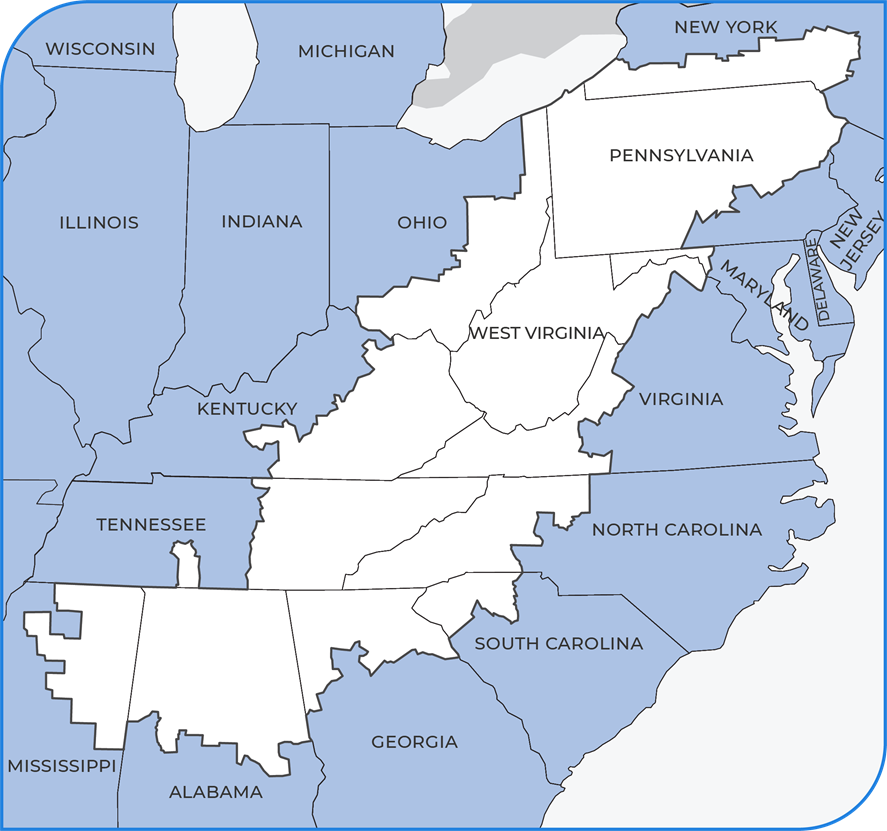 WISCONSIN
MICHIGAN
NEW YORK
PENNSYLVANIA
ILLINOIS
INDIANA
OHIO
NEW
JERSEY
DELAWARE
MARYLAND
WEST VIRGINIA
KENTUCKY
VIRGINIA
TENNESSEE
NORTH CAROLINA
SOUTH CAROLINA
GEORGIA
MISSISSIPPI
ALABAMA